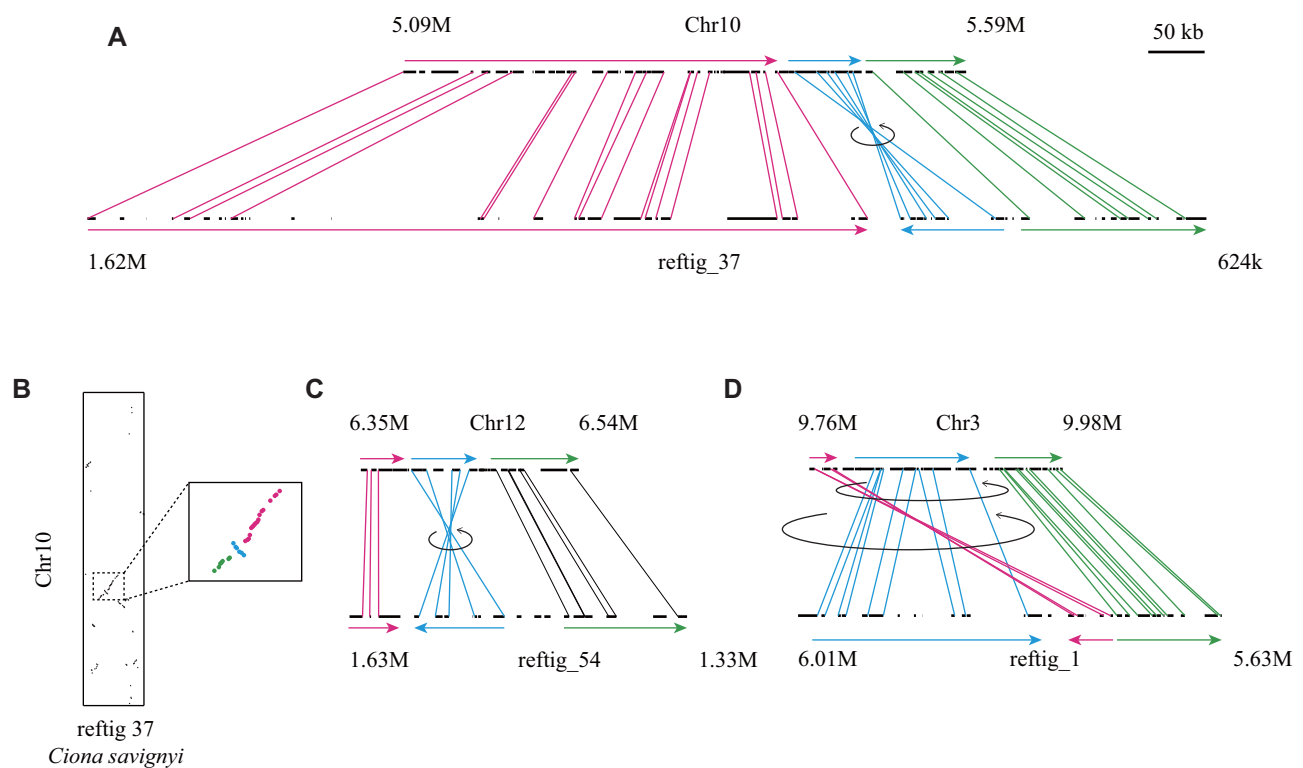 A
5.09M Chr10 5.59M 50 kb
1.62M reftig_37 624k
B
Chr10
reftig 37
Ciona savignyi
C
6.35M Chr12 6.54M
1.63M reftig_54 1.33M
D
9.76M Chr3 9.98M
6.01M reftig_1 5.63M